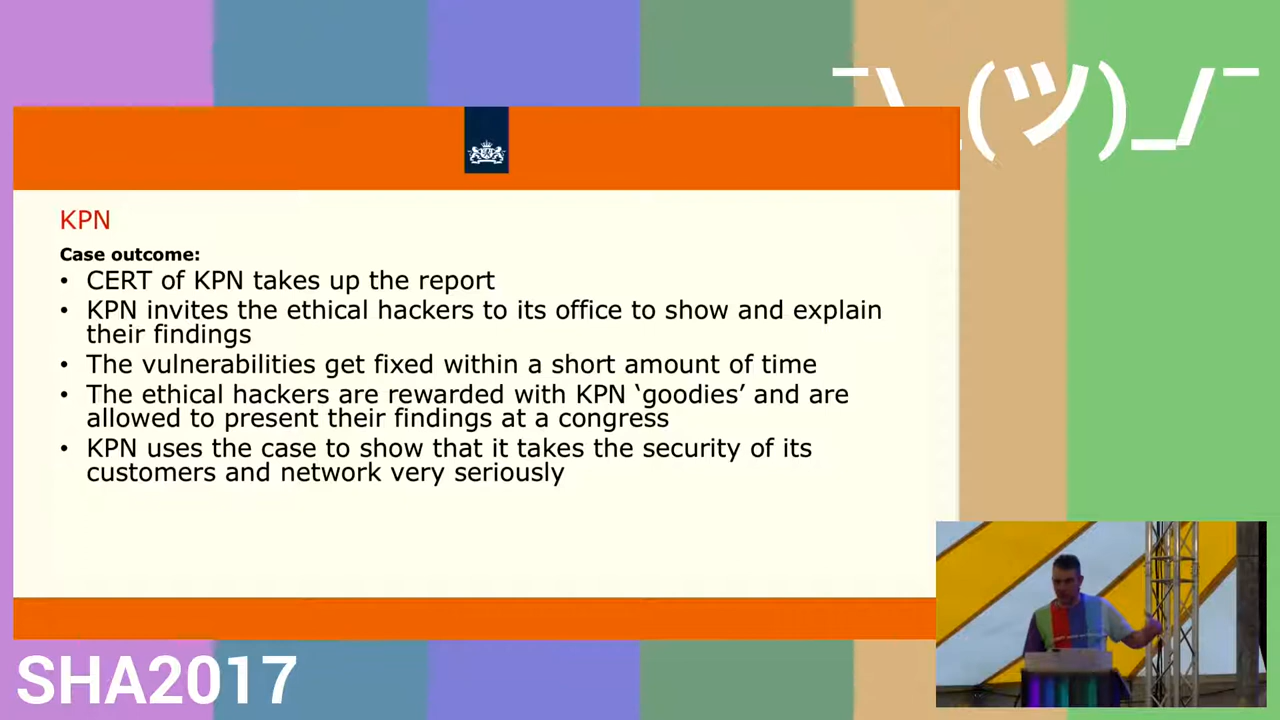 ¯\_(ツ)_/¯
KPN
Case outcome:
• CERT of KPN takes up the report
• KPN invites the ethical hackers to its office to show and explain
their findings
• The vulnerabilities get fixed within a short amount of time
• The ethical hackers are rewarded with KPN ‘goodies’ and are
allowed to present their findings at a congress
• KPN uses the case to show that it takes the security of its
customers and network very seriously
SHA2017